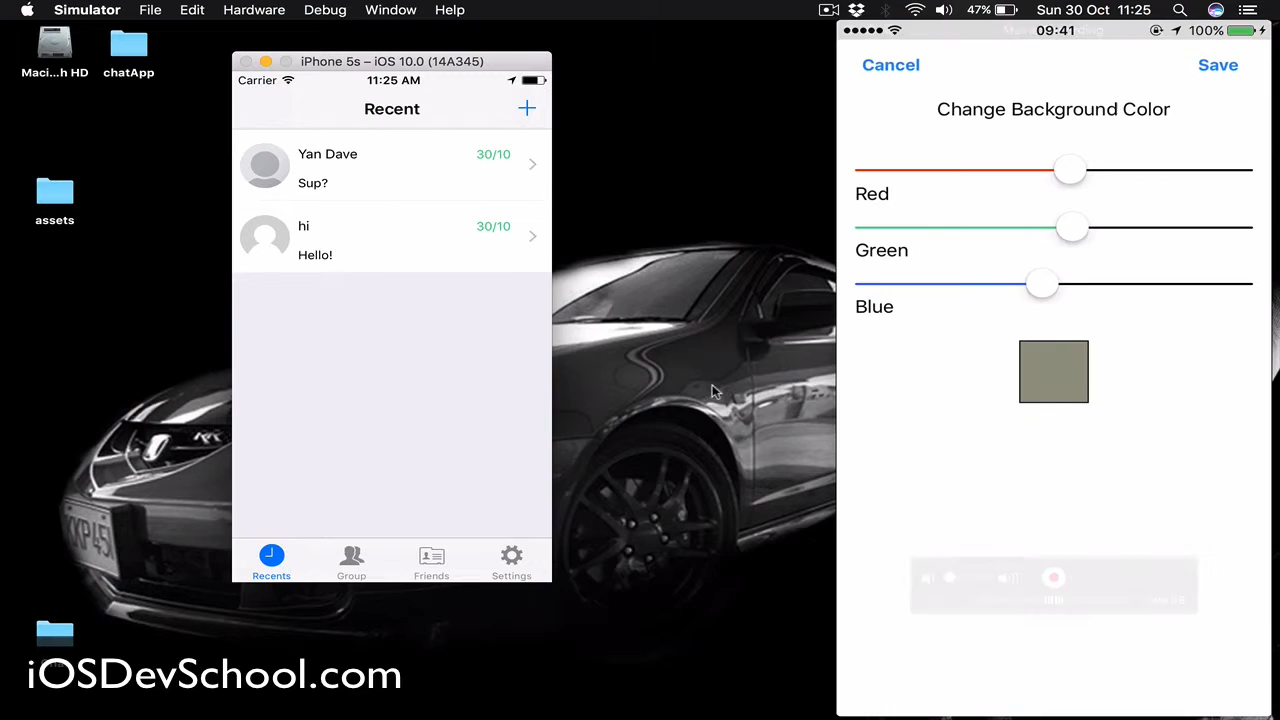 Simulator File Edit Hardware Debug Window Help 47% Sun 30 Oct 11:25
Maci...h HD
chatApp
assets
iPhone 5s – iOS 10.0 (14A345)
Carrier 11:25 AM
Recent
Yan Dave 30/10
Sup?
hi 30/10
Hello!
Recents Group Friends Settings
09:41 100%
Cancel Save
Change Background Color
Red
Green
Blue
iOSDevSchool.com